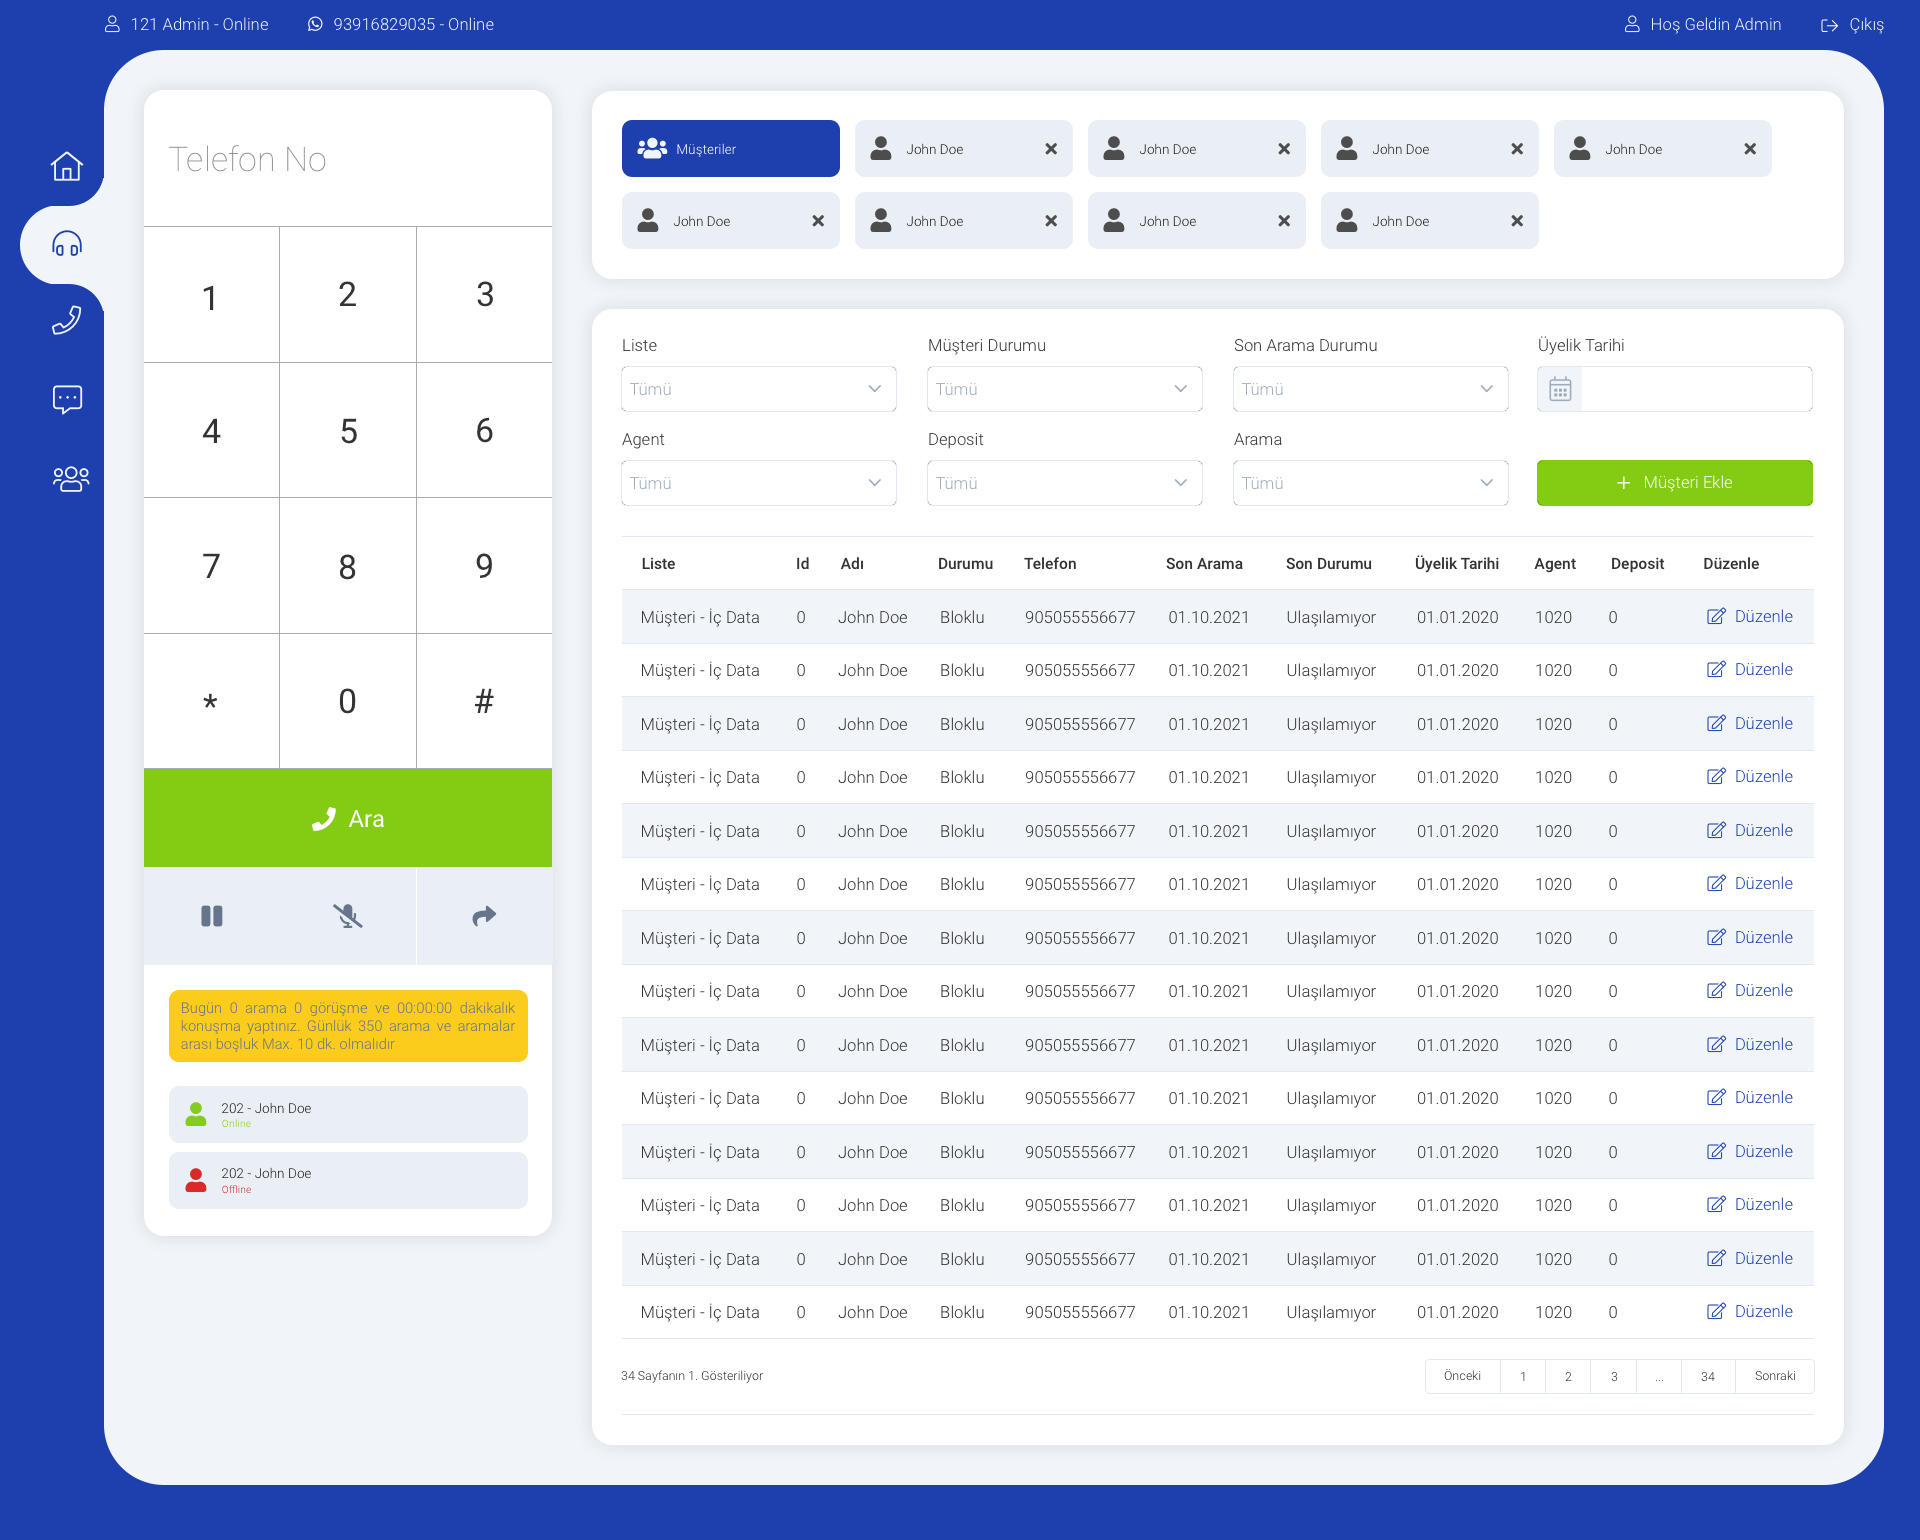 121 Admin - Online
93916829035 - Online
Hoş Geldin Admin
Çıkış
Telefon No
1 2 3
4 5 6
7 8 9
* 0 #
Ara
Bugün 0 arama 0 görüşme ve 00:00:00 dakikalık
konuşma yaptınız. Günlük 350 arama ve aramalar
arası boşluk Max. 10 dk. olmalıdır
202 - John Doe
Online
202 - John Doe
Offline
Müşteriler John Doe John Doe John Doe John Doe
John Doe John Doe John Doe John Doe
Liste Müşteri Durumu Son Arama Durumu Üyelik Tarihi
Tümü Tümü Tümü
Agent Deposit Arama
Tümü Tümü Tümü Müşteri Ekle
Liste Id Adı Durumu Telefon Son Arama Son Durumu Üyelik Tarihi Agent Deposit Düzenle
Müşteri - İç Data 0 John Doe Bloklu 905055556677 01.10.2021 Ulaşılamıyor 01.01.2020 1020 0 Düzenle
Müşteri - İç Data 0 John Doe Bloklu 905055556677 01.10.2021 Ulaşılamıyor 01.01.2020 1020 0 Düzenle
Müşteri - İç Data 0 John Doe Bloklu 905055556677 01.10.2021 Ulaşılamıyor 01.01.2020 1020 0 Düzenle
Müşteri - İç Data 0 John Doe Bloklu 905055556677 01.10.2021 Ulaşılamıyor 01.01.2020 1020 0 Düzenle
Müşteri - İç Data 0 John Doe Bloklu 905055556677 01.10.2021 Ulaşılamıyor 01.01.2020 1020 0 Düzenle
Müşteri - İç Data 0 John Doe Bloklu 905055556677 01.10.2021 Ulaşılamıyor 01.01.2020 1020 0 Düzenle
Müşteri - İç Data 0 John Doe Bloklu 905055556677 01.10.2021 Ulaşılamıyor 01.01.2020 1020 0 Düzenle
Müşteri - İç Data 0 John Doe Bloklu 905055556677 01.10.2021 Ulaşılamıyor 01.01.2020 1020 0 Düzenle
Müşteri - İç Data 0 John Doe Bloklu 905055556677 01.10.2021 Ulaşılamıyor 01.01.2020 1020 0 Düzenle
Müşteri - İç Data 0 John Doe Bloklu 905055556677 01.10.2021 Ulaşılamıyor 01.01.2020 1020 0 Düzenle
Müşteri - İç Data 0 John Doe Bloklu 905055556677 01.10.2021 Ulaşılamıyor 01.01.2020 1020 0 Düzenle
Müşteri - İç Data 0 John Doe Bloklu 905055556677 01.10.2021 Ulaşılamıyor 01.01.2020 1020 0 Düzenle
Müşteri - İç Data 0 John Doe Bloklu 905055556677 01.10.2021 Ulaşılamıyor 01.01.2020 1020 0 Düzenle
Müşteri - İç Data 0 John Doe Bloklu 905055556677 01.10.2021 Ulaşılamıyor 01.01.2020 1020 0 Düzenle
34 Sayfanın 1. Gösteriliyor
Önceki 1 2 3 ... 34 Sonraki